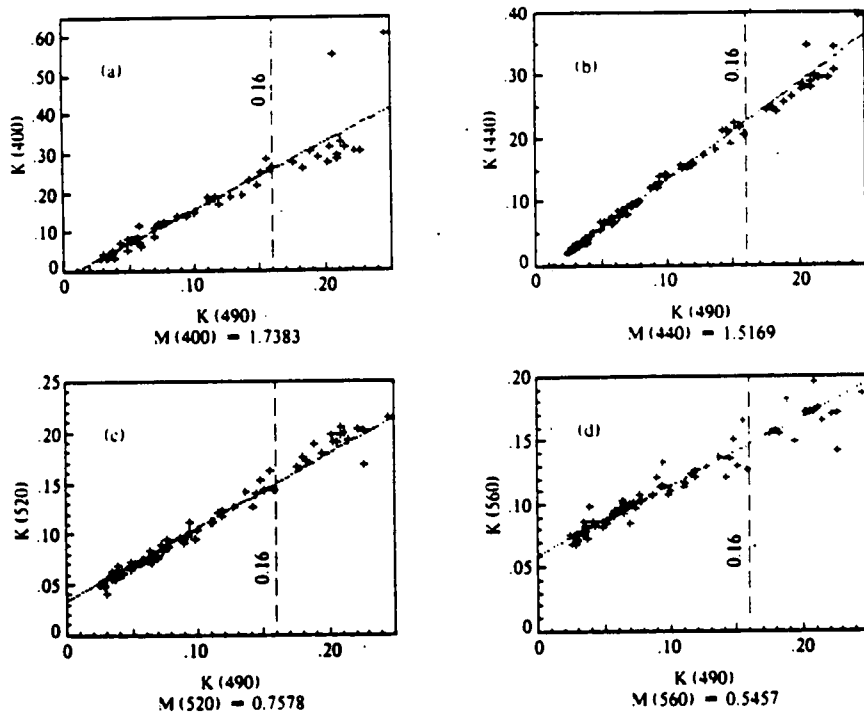 .60
.50
.40
.30
.20
.10
0
(a)
0.16
K (400)
0
.10
.20
K (490)
M (400) = 1.7383
.40
.30
.20
.10
0
(b)
0.16
K (440)
0
.10
.20
K (490)
M (440) = 1.5169
.25
.20
.15
.10
.05
0
(c)
0.16
K (520)
0
.10
.20
K (490)
M (520) = 0.7578
.20
.15
.10
.05
0
(d)
0.16
K (560)
0
.10
.20
K (490)
M (560) = 0.5457